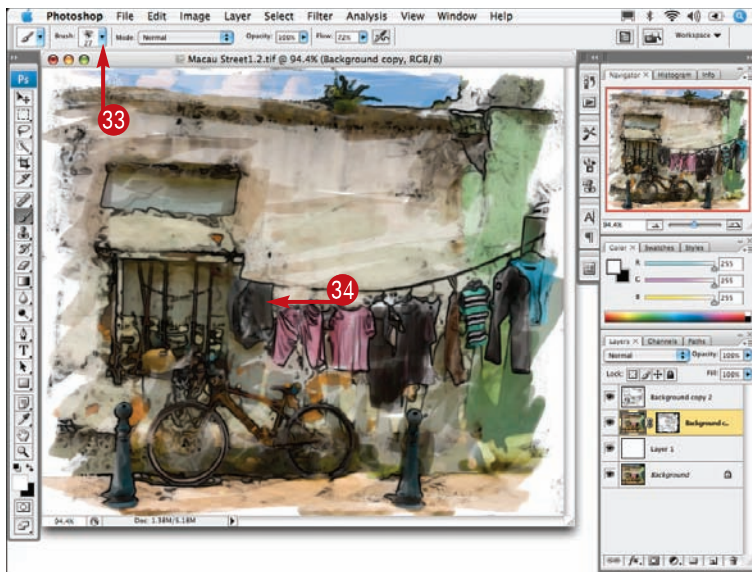 Photoshop File Edit Image Layer Select Filter Analysis View Window Help
Brush: 27 Mode: Normal Opacity: 100% Flow: 72% Workspace
Macau Street1.2.tif @ 94.4% (Background copy, RGB/8)
Ps
33
34
94.4% Doc: 1.38M/5.18M
Navigator Histogram Info
94.4%
Color Swatches Styles
R 255
G 255
B 255
Layers Channels Paths
Normal Opacity: 100%
Lock: Fill: 100%
Background copy 2
Background c...
Layer 1
Background